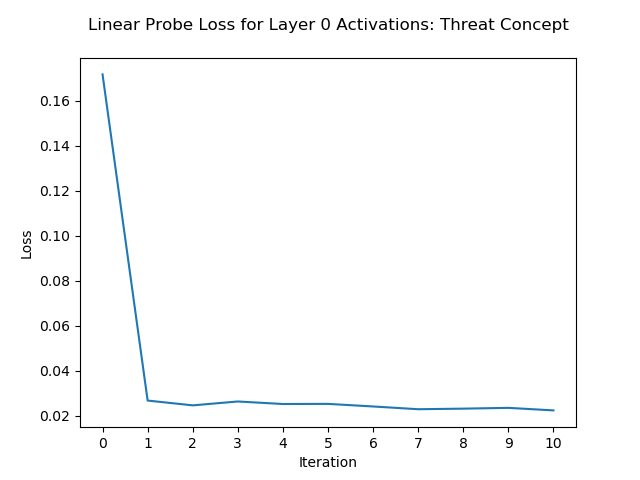 Linear Probe Loss for Layer 0 Activations: Threat Concept
0.16
0.14
0.12
0.10
0.08
0.06
0.04
0.02
Loss
0 1 2 3 4 5 6 7 8 9 10
Iteration